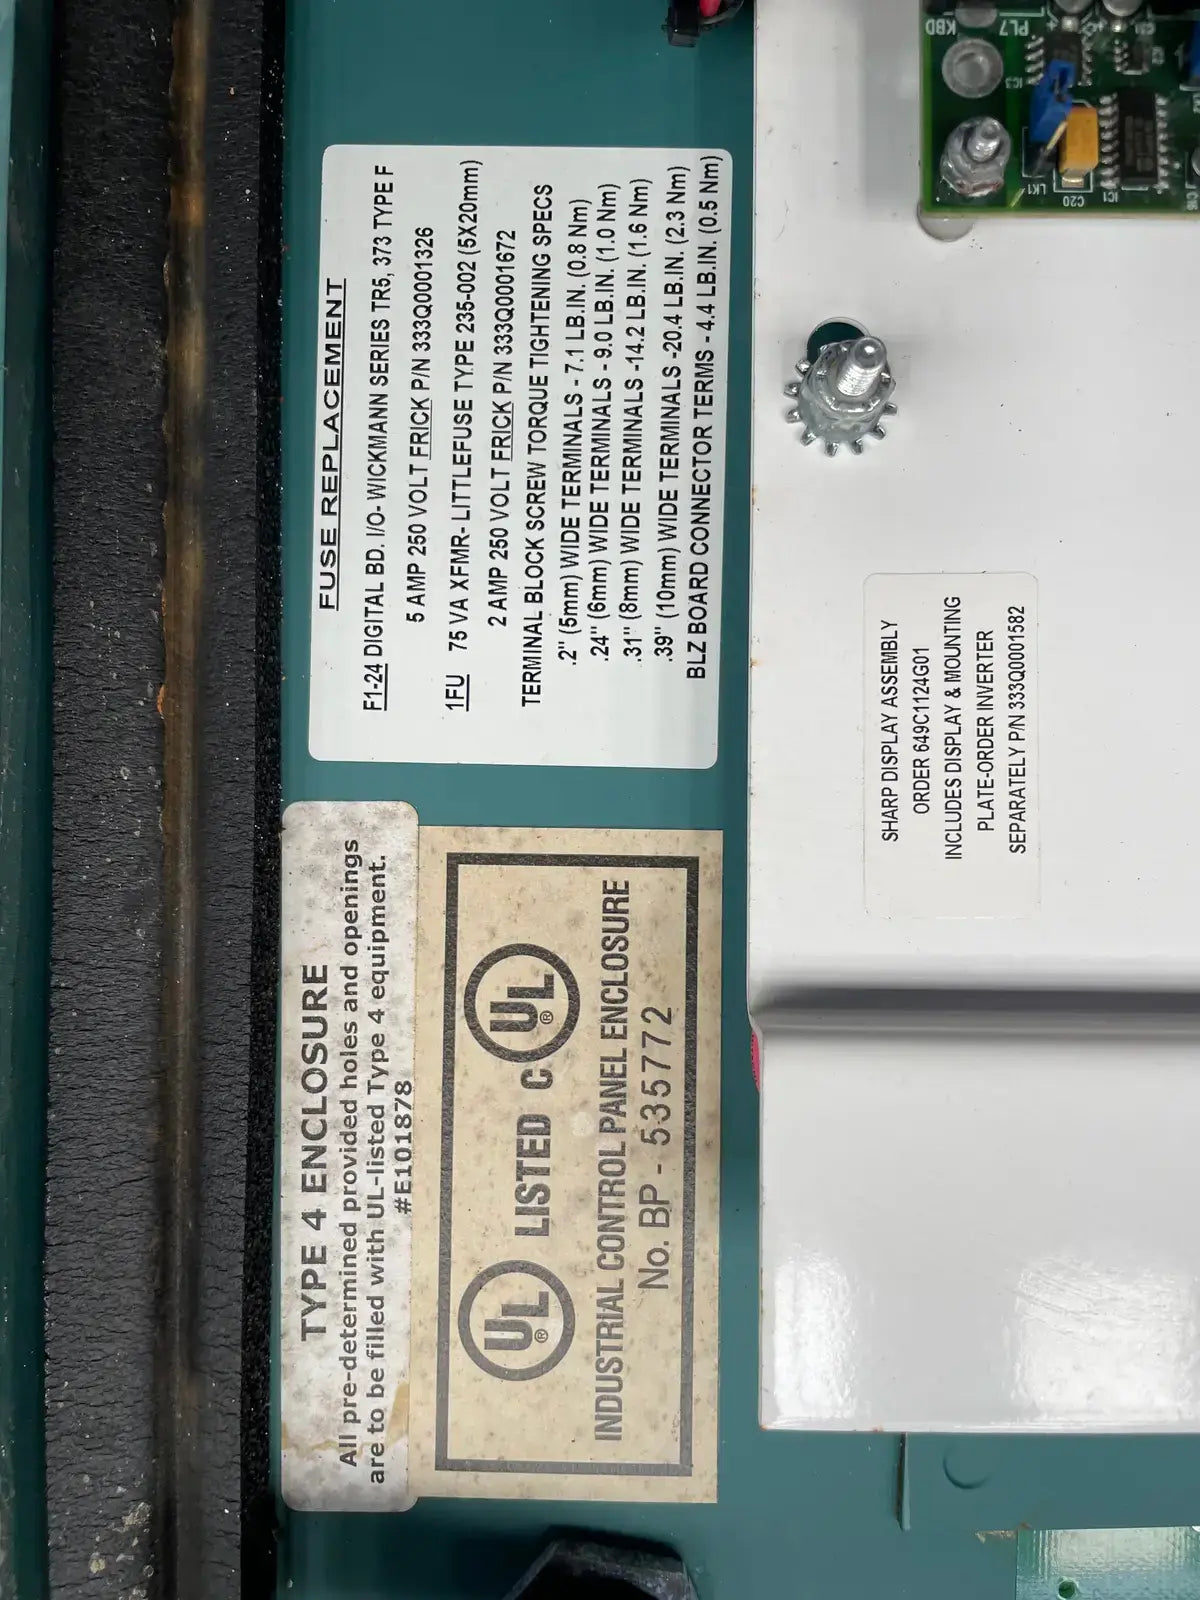 FUSE REPLACEMENT
F1-24 DIGITAL BD. I/O- WICKMANN SERIES TR5, 373 TYPE F
5 AMP 250 VOLT FRICK P/N 333Q0001326
1FU 75 VA XFMR- LITTLEFUSE TYPE 235-002 (5X20mm)
2 AMP 250 VOLT FRICK P/N 333Q0001672
TERMINAL BLOCK SCREW TORQUE TIGHTENING SPECS
.2" (5mm) WIDE TERMINALS - 7.1 LB.IN. (0.8 Nm)
.24" (6mm) WIDE TERMINALS -9.0 LB.IN. (1.0 Nm)
.31" (8mm) WIDE TERMINALS -14.2 LB.IN. (1.6 Nm)
.39" (10mm) WIDE TERMINALS -20.4 LB.IN. (2.3 Nm)
BLZ BOARD CONNECTOR TERMS - 4.4 LB.IN. (0.5 Nm)
TYPE 4 ENCLOSURE
All pre-determined provided holes and openings
are to be filled with UL-listed Type 4 equipment.
#E101878
UL ® LISTED C UL ®
INDUSTRIAL CONTROL PANEL ENCLOSURE
No. BP - 535772
SHARP DISPLAY ASSEMBLY
ORDER 649C1124G01
INCLUDES DISPLAY & MOUNTING
PLATE-ORDER INVERTER
SEPARATELY P/N 333Q0001582
KBD
PL7
IC3
LK1
C20
IC1